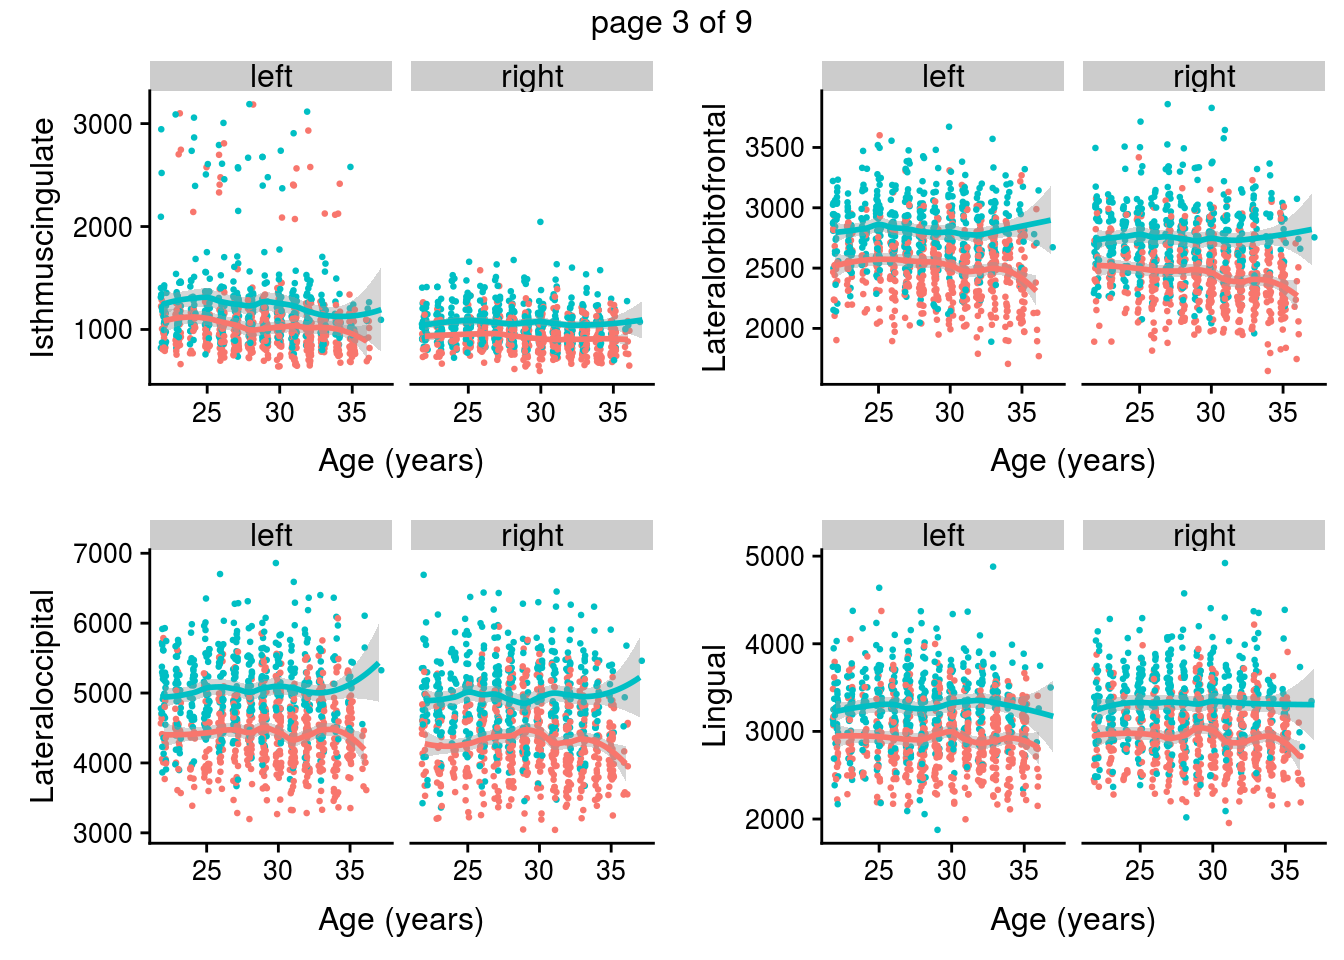 page 3 of 9
left right
Isthmuscingulate
3000
2000
1000
25 30 35 25 30 35
Age (years)
left right
Lateralorbitofrontal
3500
3000
2500
2000
25 30 35 25 30 35
Age (years)
left right
Lateraloccipital
7000
6000
5000
4000
3000
25 30 35 25 30 35
Age (years)
left right
Lingual
5000
4000
3000
2000
25 30 35 25 30 35
Age (years)